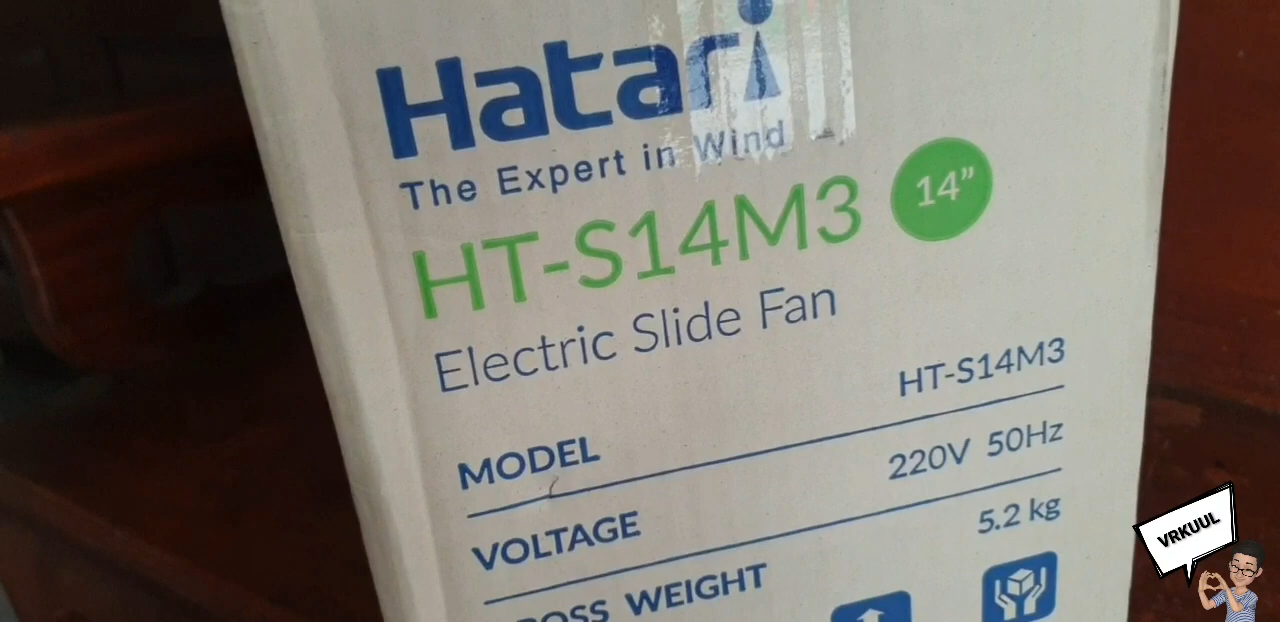 Hatari
The Expert in Wind
HT-S14M3 14”
Electric Slide Fan
MODEL HT-S14M3
VOLTAGE 220V 50Hz
WEIGHT 5.2 kg
VRKUUL